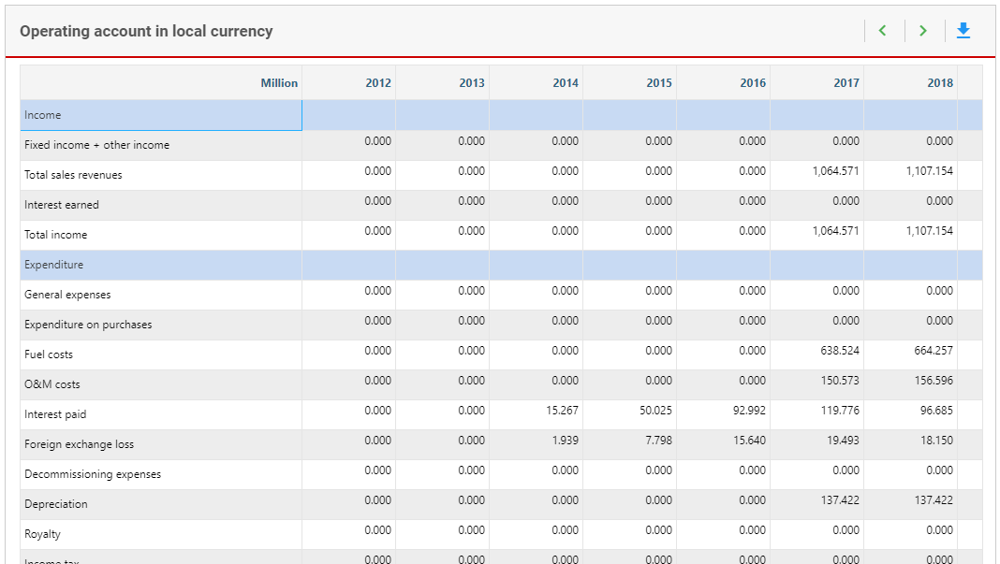 Operating account in local currency
Million 2012 2013 2014 2015 2016 2017 2018
Income
Fixed income + other income 0.000 0.000 0.000 0.000 0.000 0.000 0.000
Total sales revenues 0.000 0.000 0.000 0.000 0.000 1,064.571 1,107.154
Interest earned 0.000 0.000 0.000 0.000 0.000 0.000 0.000
Total income 0.000 0.000 0.000 0.000 0.000 1,064.571 1,107.154
Expenditure
General expenses 0.000 0.000 0.000 0.000 0.000 0.000 0.000
Expenditure on purchases 0.000 0.000 0.000 0.000 0.000 0.000 0.000
Fuel costs 0.000 0.000 0.000 0.000 0.000 638.524 664.257
O&M costs 0.000 0.000 0.000 0.000 0.000 150.573 156.596
Interest paid 0.000 0.000 15.267 50.025 92.992 119.776 96.685
Foreign exchange loss 0.000 0.000 1.939 7.798 15.640 19.493 18.150
Decommissioning expenses 0.000 0.000 0.000 0.000 0.000 0.000 0.000
Depreciation 0.000 0.000 0.000 0.000 0.000 137.422 137.422
Royalty 0.000 0.000 0.000 0.000 0.000 0.000 0.000
Income tax 0.000 0.000 0.000 0.000 0.000 0.000 0.000